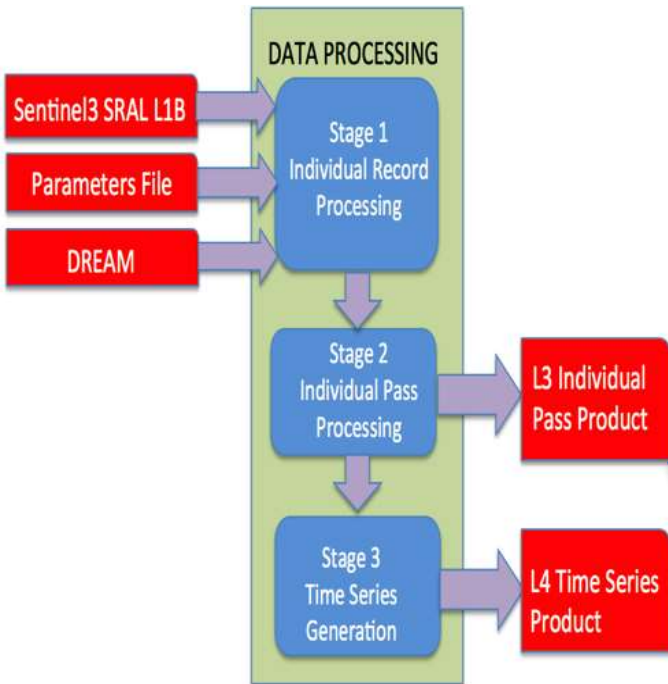 DATA PROCESSING
Sentinel3 SRAL L1B
Parameters File
DREAM
Stage 1
Individual Record
Processing
Stage 2
Individual Pass
Processing
L3 Individual
Pass Product
Stage 3
Time Series
Generation
L4 Time Series
Product